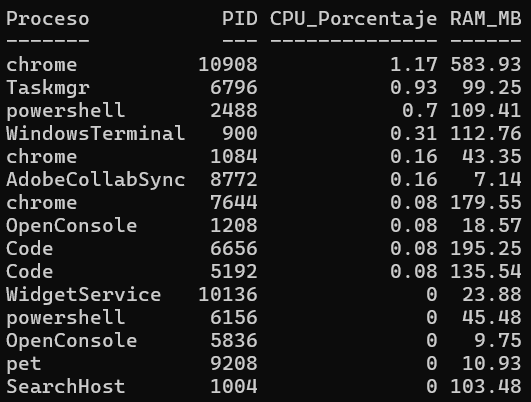 Proceso PID CPU_Porcentaje RAM_MB
------- --- -------------- ------
chrome 10908 1.17 583.93
Taskmgr 6796 0.93 99.25
powershell 2488 0.7 109.41
WindowsTerminal 900 0.31 112.76
chrome 1084 0.16 43.35
AdobeCollabSync 8772 0.16 7.14
chrome 7644 0.08 179.55
OpenConsole 1208 0.08 18.57
Code 6656 0.08 195.25
Code 5192 0.08 135.54
WidgetService 10136 0 23.88
powershell 6156 0 45.48
OpenConsole 5836 0 9.75
pet 9208 0 10.93
SearchHost 1004 0 103.48